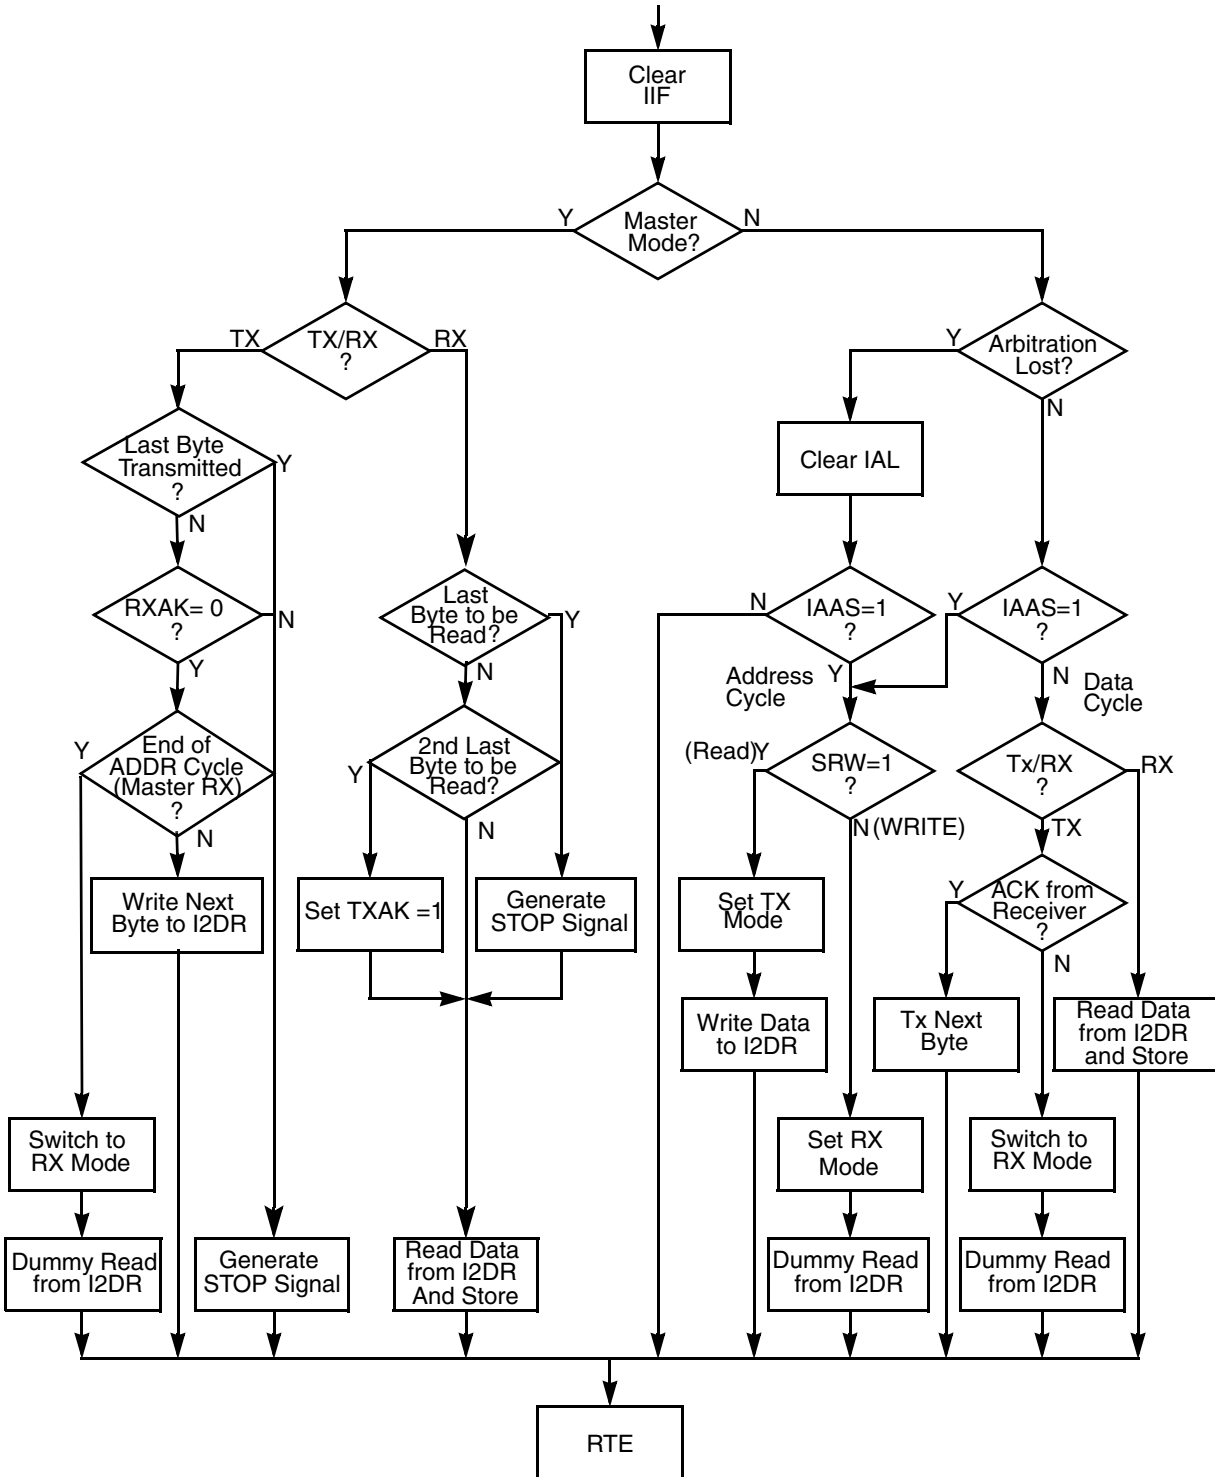 Clear
IIF
Y
Master
Mode?
N
TX
TX/RX
?
RX
Y
Arbitration
Lost?
N
Last Byte
Transmitted
?
Y
N
Clear IAL
RXAK= 0
?
N
Y
Last
Byte to be
Read?
Y
N
N
IAAS=1
?
Y
Y
IAAS=1
?
N
Address
Cycle
Data
Cycle
Y
End of
ADDR Cycle
(Master RX)
?
N
Y
2nd Last
Byte to be
Read?
N
(Read)Y
SRW=1
?
N (WRITE)
Tx/RX
?
RX
TX
Write Next
Byte to I2DR
Set TXAK =1
Generate
STOP Signal
Set TX
Mode
Y
ACK from
Receiver
?
N
Write Data
to I2DR
Tx Next
Byte
Read Data
from I2DR
and Store
Switch to
RX Mode
Set RX
Mode
Switch to
RX Mode
Dummy Read
from I2DR
Generate
STOP Signal
Read Data
from I2DR
And Store
Dummy Read
from I2DR
Dummy Read
from I2DR
RTE